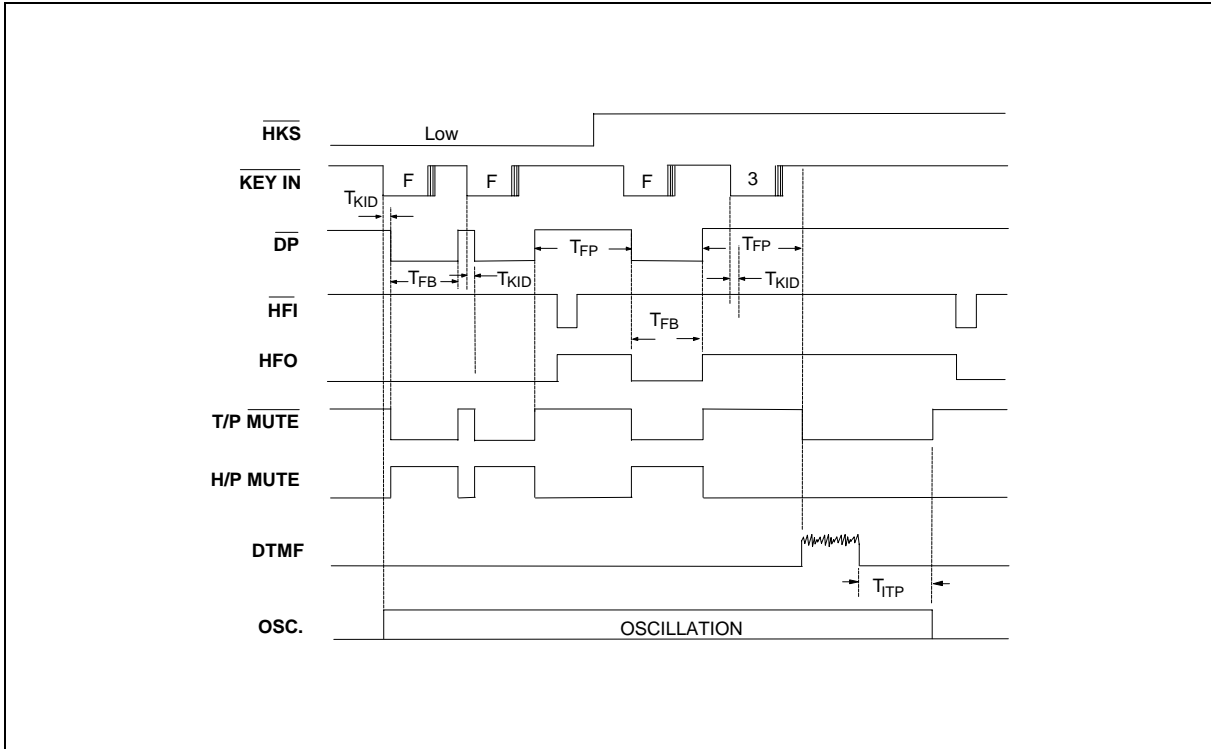 HKS Low
KEY IN F F F 3
TKID
DP TFP TFP
TFB TKID TKID
HFI
TFB
HFO
T/P MUTE
H/P MUTE
DTMF
TITP
OSC. OSCILLATION